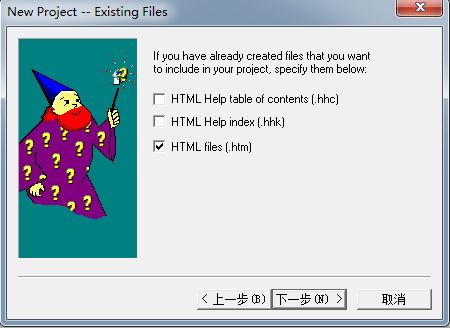 New Project -- Existing Files
If you have already created files that you want
to include in your project, specify them below:
HTML Help table of contents (.hhc)
HTML Help index (.hhk)
HTML files (.htm)
< 上一步(B) 下一步(N) > 取消